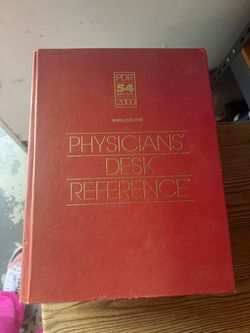 PDR
54
EDITION
2000
www.pdr.net
PHYSICIANS'
DESK
REFERENCE